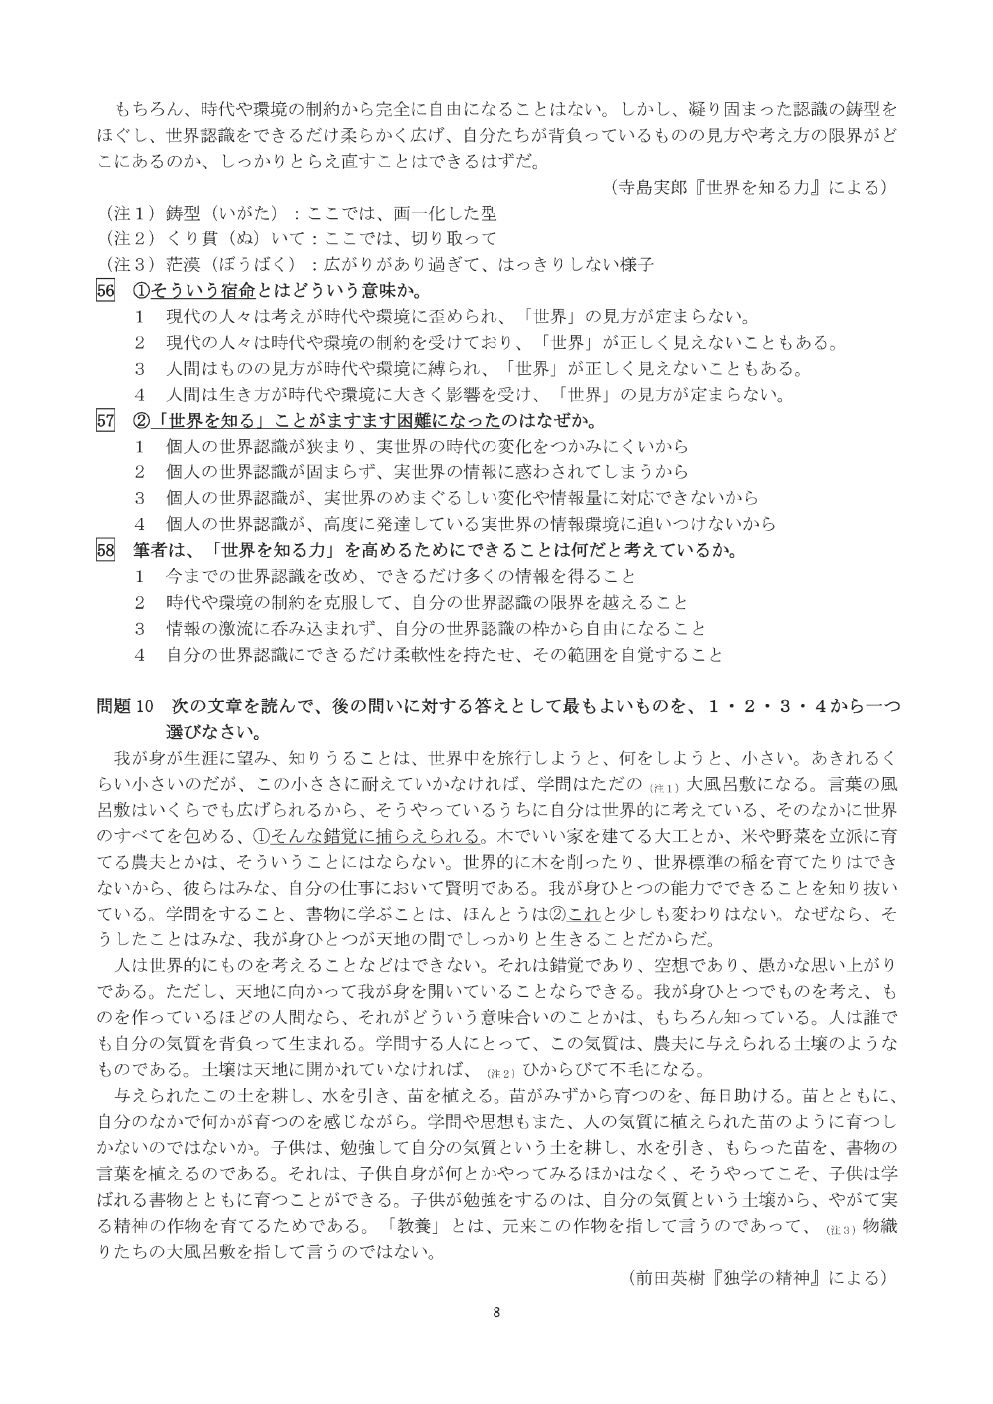 もちろん、時代や環境の制約から完全に自由になることはない。しかし、凝り固まった認識の鋳型を
ほぐし、世界認識をできるだけ柔らかく広げ、自分たちが背負っているものの見方や考え方の限界がど
こにあるのか、しっかりとらえ直すことはできるはずだ。
（寺島実郎『世界を知る力』による）
（注１）鋳型（いがた）：ここでは、画一化した型
（注２）くり貫（ぬ）いて：ここでは、切り取って
（注３）茫漠（ぼうばく）：広がりがあり過ぎて、はっきりしない様子
56 ①そういう宿命とはどういう意味か。
1 現代の人々は考えが時代や環境に歪められ、「世界」の見方が定まらない。
2 現代の人々は時代や環境の制約を受けており、「世界」が正しく見えないこともある。
3 人間はものの見方が時代や環境に縛られ、「世界」が正しく見えないこともある。
4 人間は生き方が時代や環境に大きく影響を受け、「世界」の見方が定まらない。
57 ②「世界を知る」ことがますます困難になったのはなぜか。
1 個人の世界認識が狭まり、実世界の時代の変化をつかみにくいから
2 個人の世界認識が固まらず、実世界の情報に惑わされてしまうから
3 個人の世界認識が、実世界のめまぐるしい変化や情報量に対応できないから
4 個人の世界認識が、高度に発達している実世界の情報環境に追いつけないから
58 筆者は、「世界を知る力」を高めるためにできることは何だと考えているか。
1 今までの世界認識を改め、できるだけ多くの情報を得ること
2 時代や環境の制約を克服して、自分の世界認識の限界を越えること
3 情報の激流に呑み込まれず、自分の世界認識の枠から自由になること
4 自分の世界認識にできるだけ柔軟性を持たせ、その範囲を自覚すること
問題10 次の文章を読んで、後の問いに対する答えとして最もよいものを、１・２・３・４から一つ
選びなさい。
我が身が生涯に望み、知りうることは、世界中を旅行しようと、何をしようと、小さい。あきれるく
らい小さいのだが、この小ささに耐えていかなければ、学問はただの（注1）大風呂敷になる。言葉の風
呂敷はいくらでも広げられるから、そうやっているうちに自分は世界的に考えている、そのなかに世界
のすべてを包める、①そんな錯覚に捕らえられる。木でいい家を建てる大工とか、米や野菜を立派に育
てる農夫とかは、そういうことにはならない。世界的に木を削ったり、世界標準の稲を育てたりはでき
ないから、彼らはみな、自分の仕事において賢明である。我が身ひとつの能力でできることを知り抜い
ている。学問をすること、書物に学ぶことは、ほんとうは②これと少しも変わりはない。なぜなら、そ
うしたことはみな、我が身ひとつが天地の間でしっかりと生きることだからだ。
人は世界的にものを考えることなどはできない。それは錯覚であり、空想であり、愚かな思い上がり
である。ただし、天地に向かって我が身を開いていることならできる。我が身ひとつでものを考え、も
のを作っているほどの人間なら、それがどういう意味合いのことかは、もちろん知っている。人は誰で
も自分の気質を背負って生まれる。学問する人にとって、この気質は、農夫に与えられる土壌のような
ものである。土壌は天地に開かれていなければ、（注2）ひからびて不毛になる。
与えられたこの土を耕し、水を引き、苗を植える。苗がみずから育つのを、毎日助ける。苗とともに、
自分のなかで何かが育つのを感じながら。学問や思想もまた、人の気質に植えられた苗のように育つし
かないのではないか。子供は、勉強して自分の気質という土を耕し、水を引き、もらった苗を、書物の
言葉を植えるのである。それは、子供自身が何とかやってみるほかはなく、そうやってこそ、子供は学
ばれる書物とともに育つことができる。子供が勉強をするのは、自分の気質という土壌から、やがて実
る精神の作物を育てるためである。「教養」とは、元来この作物を指して言うのであって、（注3）物織
りたちの大風呂敷を指して言うのではない。
（前田英樹『独学の精神』による）
8